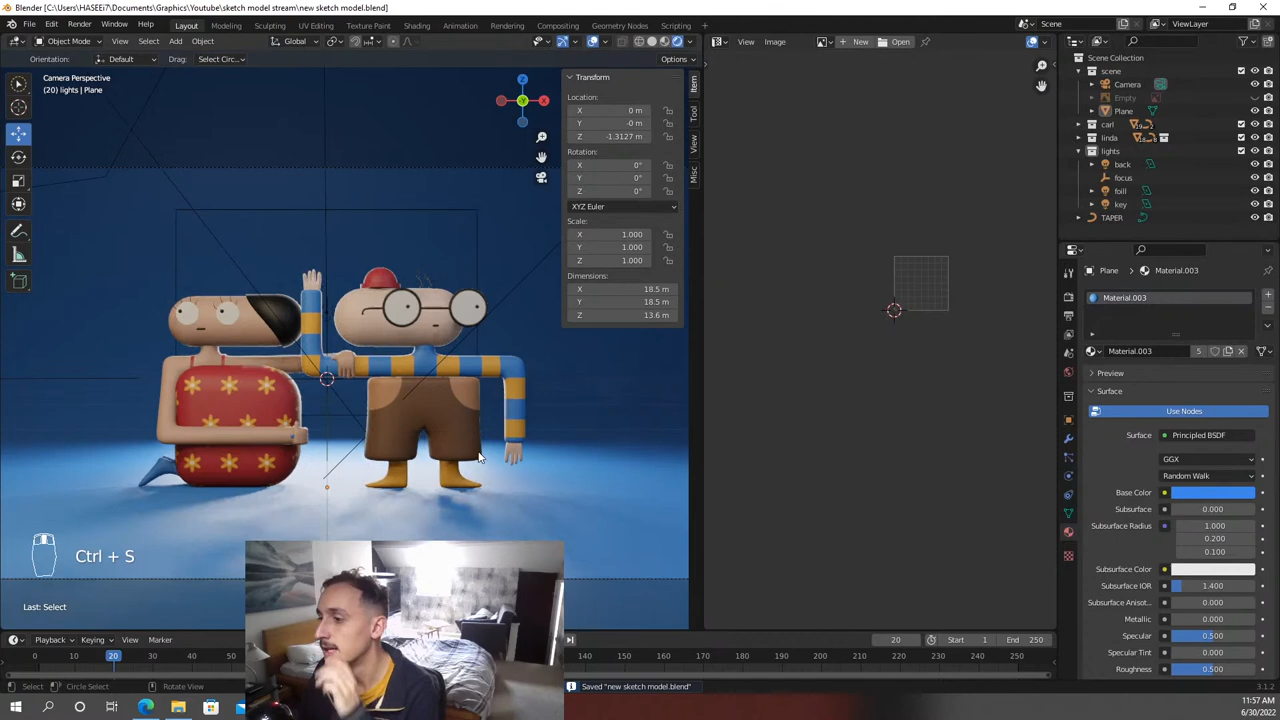 Blender [C:\Users\HASEEi7\Documents\Graphics\Youtube\sketch model stream\new sketch model.blend]
File Edit Render Window Help Layout Modeling Sculpting UV Editing Texture Paint Shading Animation Rendering Compositing Geometry Nodes Scripting Scene ViewLayer
Object Mode View Select Add Object Global View Image New Open
Orientation: Default Drag: Select Circ... Options
Camera Perspective
(20) lights | Plane
Transform
Location:
X 0 m
Y -0 m
Z -1.3127 m
Rotation:
X 0°
Y 0°
Z 0°
XYZ Euler
Scale:
X 1.000
Y 1.000
Z 1.000
Dimensions:
X 18.5 m
Y 18.5 m
Z 13.6 m
Item
Tool
View
Misc
Scene Collection
scene
Camera
Empty
Plane
carl
linda
lights
back
focus
foill
key
TAPER
Plane Material.003
Material.003
Material.003 5
Preview
Surface
Use Nodes
Surface Principled BSDF
GGX
Random Walk
Base Color
Subsurface 0.000
Subsurface Radius 1.000
0.200
0.100
Subsurface Color
Subsurface IOR 1.400
Subsurface Anisot... 0.000
Metallic 0.000
Specular 0.500
Specular Tint 0.000
Roughness 0.500
Ctrl + S
Last: Select
Playback Keying View Marker 20 Start 1 End 250
0 10 20 30 40 50 140 150 160 170 180 190 200 210 220 230 240 250
Select Circle Select Rotate View Saved "new sketch model.blend" 3.1.2
11:57 AM
6/30/2022